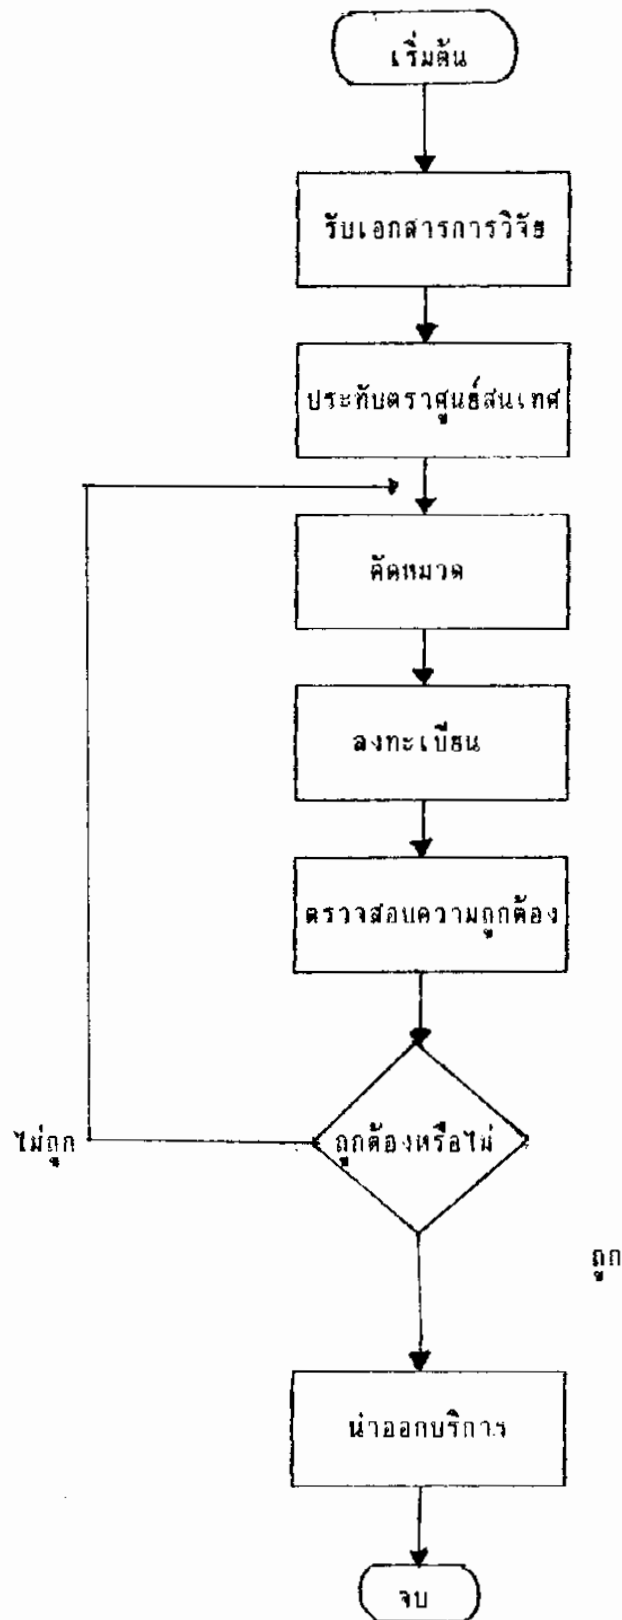 เริ่มต้น
รับเอกสารการวิจัย
ประทับตราศูนย์สนเทศ
คัดหมวด
ลงทะเบียน
ตรวจสอบความถูกต้อง
ไม่ถูก
ถูกต้องหรือไม่
ถูก
นำออกบริการ
จบ